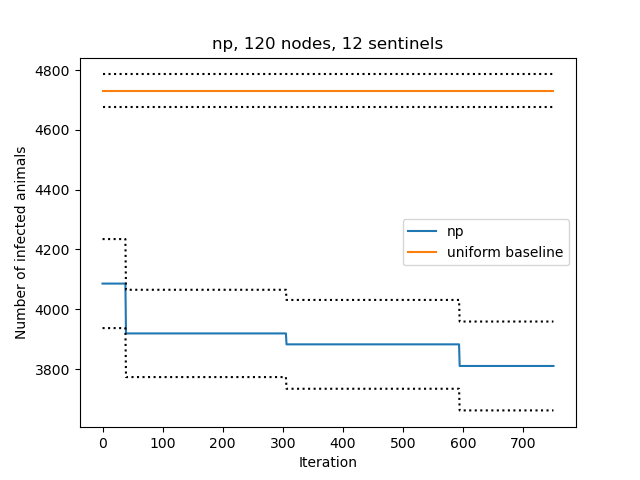 np, 120 nodes, 12 sentinels
Number of infected animals
4800
4600
4400
4200
4000
3800
np
uniform baseline
0 100 200 300 400 500 600 700
Iteration